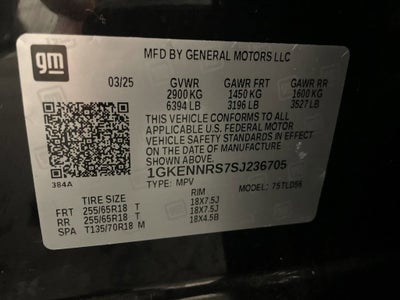 gm
MFD BY GENERAL MOTORS LLC
03/25 GVWR GAWR FRT GAWR RR
2900 KG 1450 KG 1600 KG
6394 LB 3196 LB 3527 LB
THIS VEHICLE CONFORMS TO ALL
APPLICABLE U.S. FEDERAL MOTOR
VEHICLE SAFETY STANDARDS IN EFFECT
ON THE DATE OF MANUFACTURE
SHOWN ABOVE.
1GKENNRS7SJ236705
384A
TYPE: MPV 75TLD56
TIRE SIZE RIM
FRT 255/65R18 T 18X7.5J
RR 255/65R18 T 18X7.5J
SPA T135/70R18 M 18X4.5B